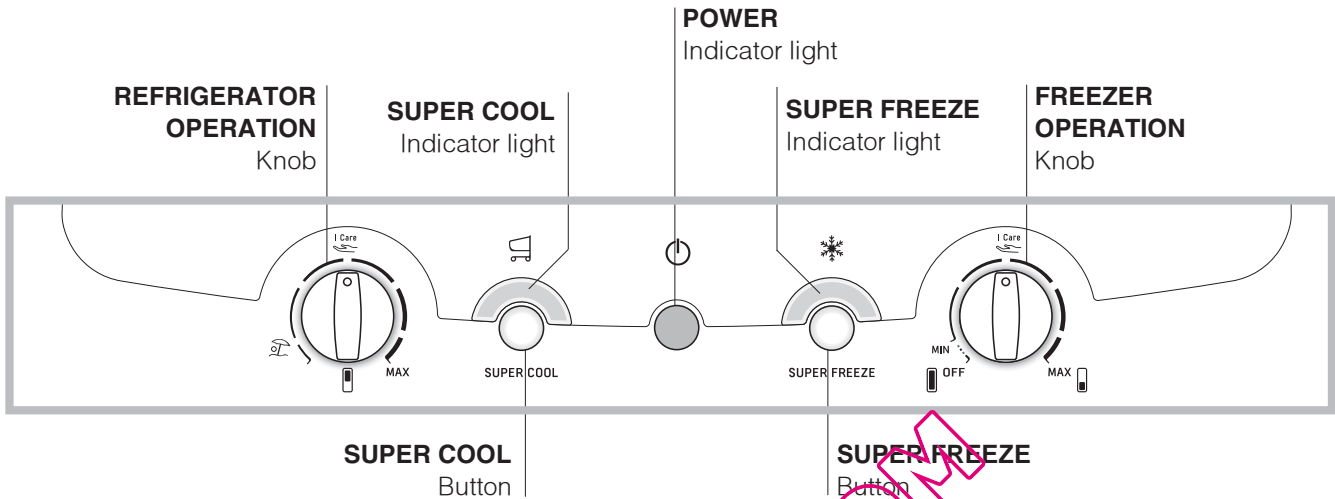 POWER
Indicator light
REFRIGERATOR
OPERATION
Knob
SUPER COOL
Indicator light
SUPER FREEZE
Indicator light
FREEZER
OPERATION
Knob
I Care
I Care
MAX
SUPER COOL
SUPER FREEZE
MIN
OFF
MAX
SUPER COOL
Button
SUPER FREEZE
Button
OM